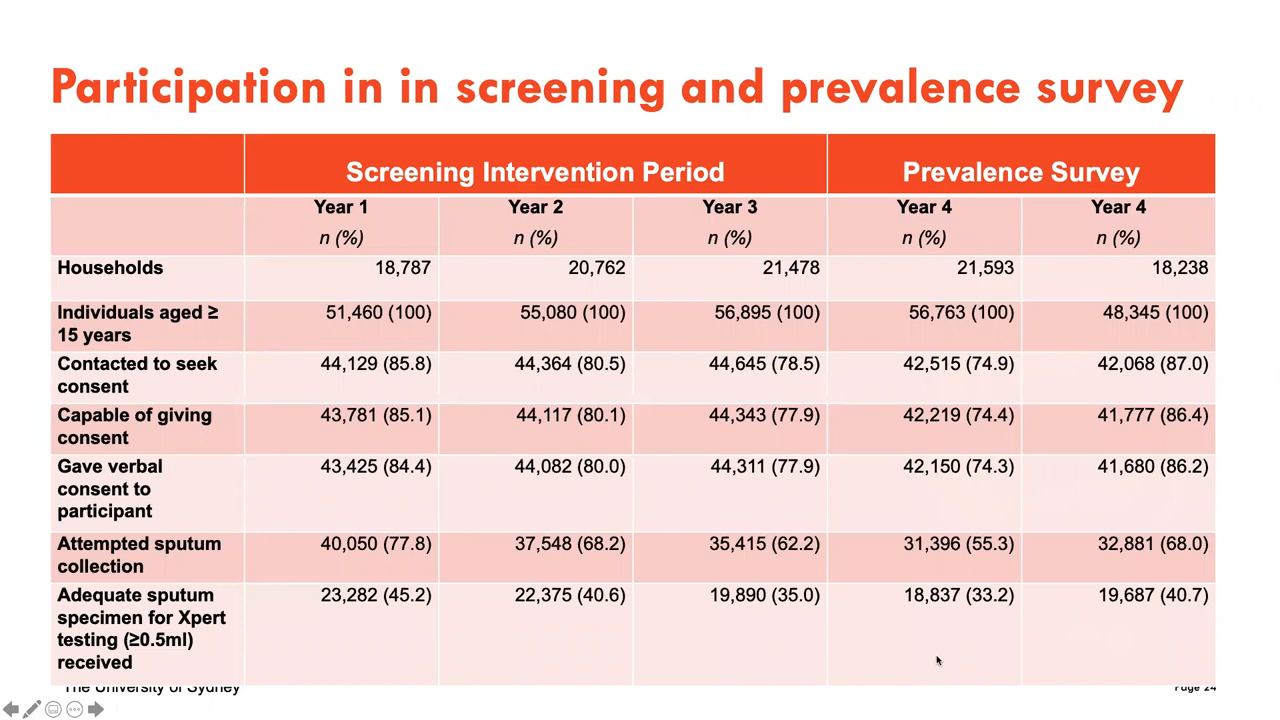 Participation in in screening and prevalence survey
Screening Intervention Period
Prevalence Survey
Year 1
n (%)
Year 2
n (%)
Year 3
n (%)
Year 4
n (%)
Year 4
n (%)
Households
18,787
20,762
21,478
21,593
18,238
Individuals aged ≥
15 years
51,460 (100)
55,080 (100)
56,895 (100)
56,763 (100)
48,345 (100)
Contacted to seek
consent
44,129 (85.8)
44,364 (80.5)
44,645 (78.5)
42,515 (74.9)
42,068 (87.0)
Capable of giving
consent
43,781 (85.1)
44,117 (80.1)
44,343 (77.9)
42,219 (74.4)
41,777 (86.4)
Gave verbal
consent to
participant
43,425 (84.4)
44,082 (80.0)
44,311 (77.9)
42,150 (74.3)
41,680 (86.2)
Attempted sputum
collection
40,050 (77.8)
37,548 (68.2)
35,415 (62.2)
31,396 (55.3)
32,881 (68.0)
Adequate sputum
specimen for Xpert
testing (≥0.5ml)
received
23,282 (45.2)
22,375 (40.6)
19,890 (35.0)
18,837 (33.2)
19,687 (40.7)
The University of Sydney
Page 24